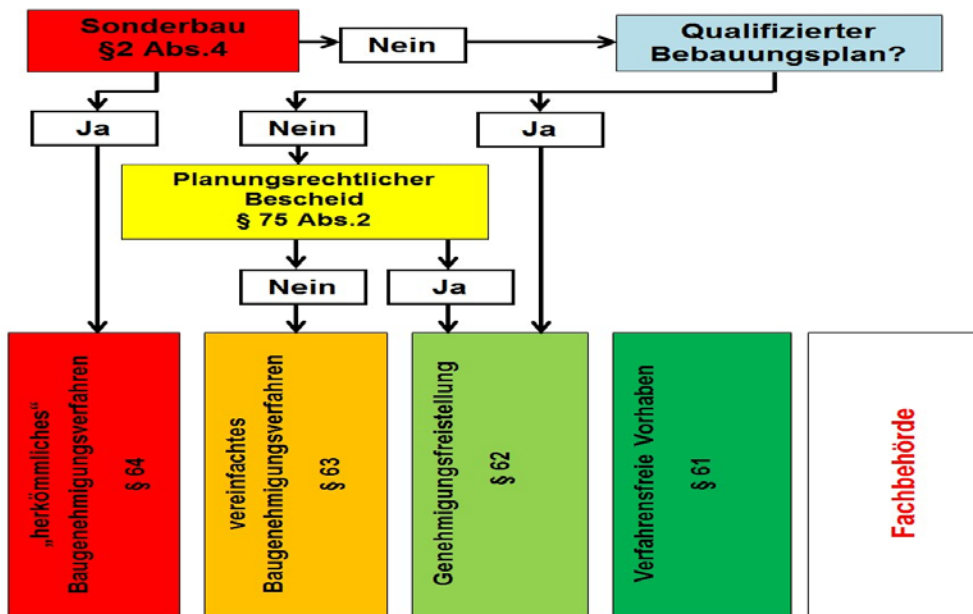 Sonderbau
§2 Abs.4
Nein
Qualifizierter
Bebauungsplan?
Ja
Nein
Ja
Planungsrechtlicher
Bescheid
§ 75 Abs.2
Nein
Ja
„herkömmliches“
Baugenehmigungsverfahren
§ 64
vereinfachtes
Baugenehmigungsverfahren
§ 63
Genehmigungsfreistellung
§ 62
Verfahrensfreie Vorhaben
§ 61
Fachbehörde